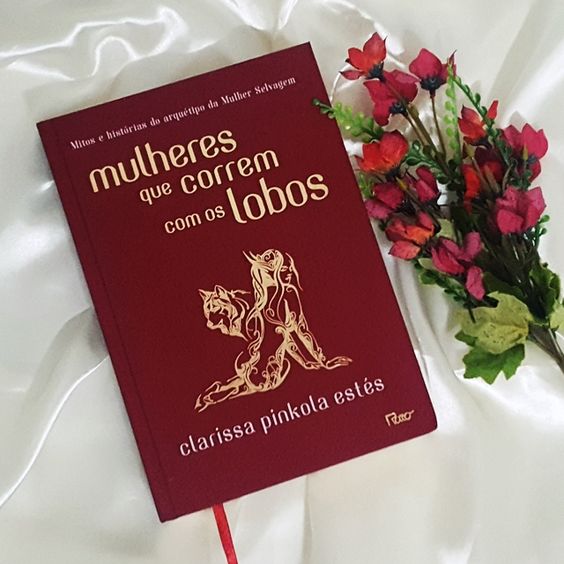 Mitos e histórias do arquétipo da Mulher Selvagem
mulheres
que correm
com os lobos
clarissa pinkola estés
Rocco